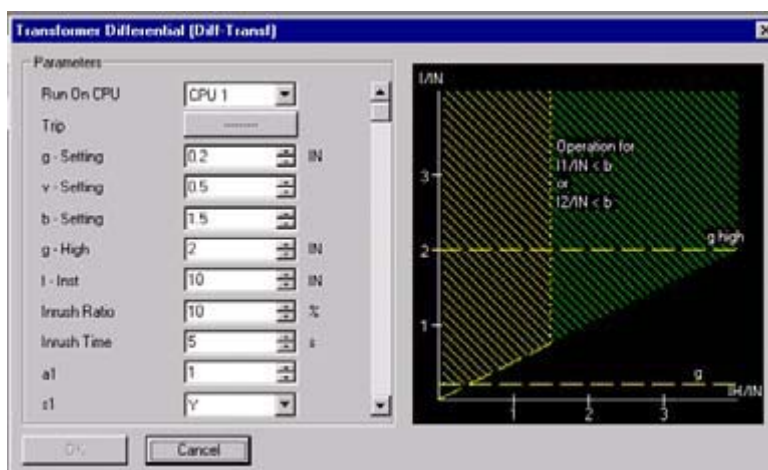 Transformer Differential (Diff-Transf)
Parameters
Run On CPU CPU 1
Trip --------
g - Setting 0.2 IN
v - Setting 0.5
b - Setting 1.5
g - High 2 IN
I - Inst 10 IN
Inrush Ratio 10 %
Inrush Time 5 s
a1 1
s1 Y
OK Cancel
I/IN
3
2
1
Operation for
I1/IN < b
or
I2/IN < b
g high
g
IH/IN
1 2 3